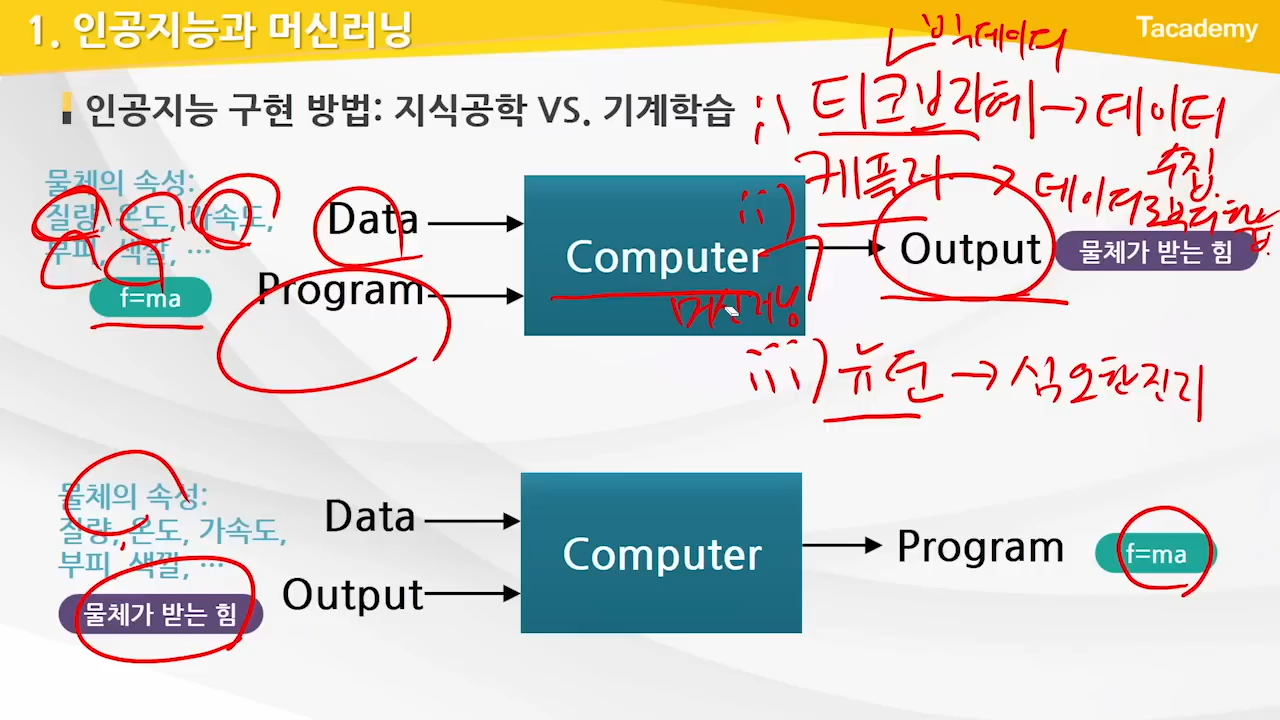 1. 인공지능과 머신러닝
Tacademy
인공지능 구현 방법: 지식공학 VS. 기계학습
빅데이터
i) 티코브라헤→데이터
수집
ii) 케플러 → 데이터로부터 학습
머신러닝
iii) 뉴턴 → 심오한진리
물체의 속성:
질량, 온도, 가속도,
부피, 색깔, …
f=ma
Data
Program
Computer
Output
물체가 받는 힘
물체의 속성:
질량, 온도, 가속도,
부피, 색깔, …
물체가 받는 힘
Data
Output
Computer
Program
f=ma